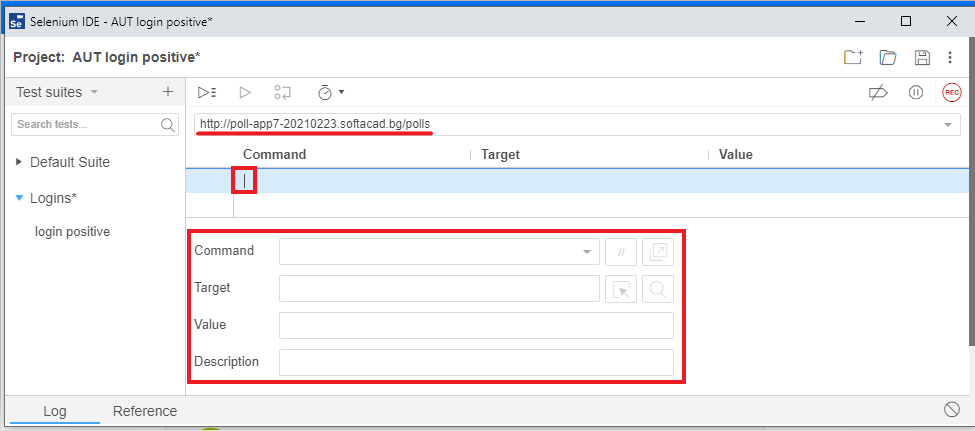 Se Selenium IDE - AUT login positive*
Project: AUT login positive*
Test suites
+
REC
Search tests...
http://poll-app7-20210223.softacad.bg/polls
Default Suite
Logins*
login positive
Command Target Value
Command
//
Target
Value
Description
Log Reference